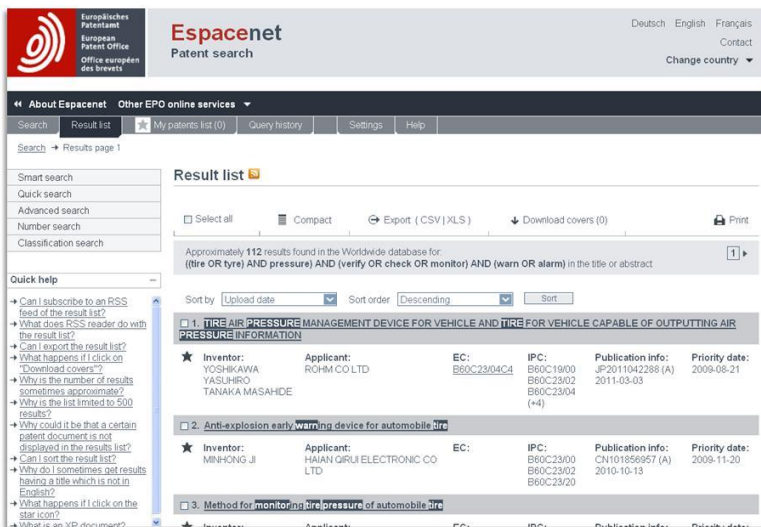 Europäisches
Patentamt
European
Patent Office
Office européen
des brevets
Espacenet
Patent search
Deutsch English Français
Contact
Change country
About Espacenet Other EPO online services
Search Result list My patents list (0) Query history Settings Help
Search → Results page 1
Smart search
Quick search
Advanced search
Number search
Classification search
Quick help –
→ Can I subscribe to an RSS
feed of the result list?
→ What does RSS reader do with
the result list?
→ Can I export the result list?
→ What happens if I click on
"Download covers"?
→ Why is the number of results
sometimes approximate?
→ Why is the list limited to 500
results?
→ Why could it be that a certain
patent document is not
displayed in the results list?
→ Can I sort the result list?
→ Why do I sometimes get results
having a title which is not in
English?
→ What happens if I click on the
star icon?
→ What is an XP document?
Result list
Select all Compact Export ( CSV | XLS ) Download covers (0) Print
Approximately 112 results found in the Worldwide database for:
((tire OR tyre) AND pressure) AND (verify OR check OR monitor) AND (warn OR alarm) in the title or abstract
1
Sort by Upload date Sort order Descending Sort
1. TIRE AIR PRESSURE MANAGEMENT DEVICE FOR VEHICLE AND TIRE FOR VEHICLE CAPABLE OF OUTPUTTING AIR
PRESSURE INFORMATION
Inventor: Applicant: EC: IPC: Publication info: Priority date:
YOSHIKAWA ROHM CO LTD B60C23/04C4 B60C19/00 JP2011042288 (A) 2009-08-21
YASUHIRO B60C23/02 2011-03-03
TANAKA MASAHIDE B60C23/04
(+4)
2. Anti-explosion early warning device for automobile tire
Inventor: Applicant: EC: IPC: Publication info: Priority date:
MINHONG JI HAIAN QIRUI ELECTRONIC CO B60C23/00 CN101856957 (A) 2009-11-20
LTD B60C23/02 2010-10-13
B60C23/20
3. Method for monitoring tire pressure of automobile tire
Inventor: Applicant: EC: IPC: Publication info: Priority date: